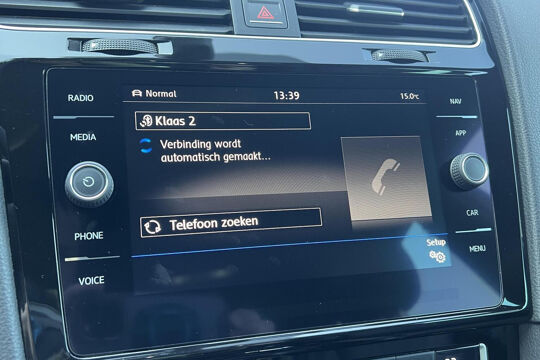 RADIO
MEDIA
PHONE
VOICE
Normal
13:39
15.0°C
Klaas 2
Verbinding wordt
automatisch gemaakt...
Telefoon zoeken
Setup
NAV
APP
CAR
MENU